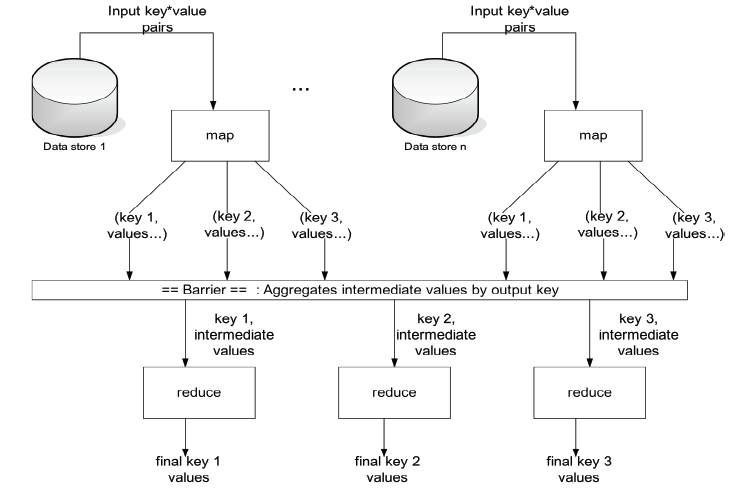 Input key*value
pairs
Input key*value
pairs
...
Data store 1
map
Data store n
map
(key 1,
values...)
(key 2,
values...)
(key 3,
values...)
(key 1,
values...)
(key 2,
values...)
(key 3,
values...)
== Barrier == : Aggregates intermediate values by output key
key 1,
intermediate
values
key 2,
intermediate
values
key 3,
intermediate
values
reduce
reduce
reduce
final key 1
values
final key 2
values
final key 3
values